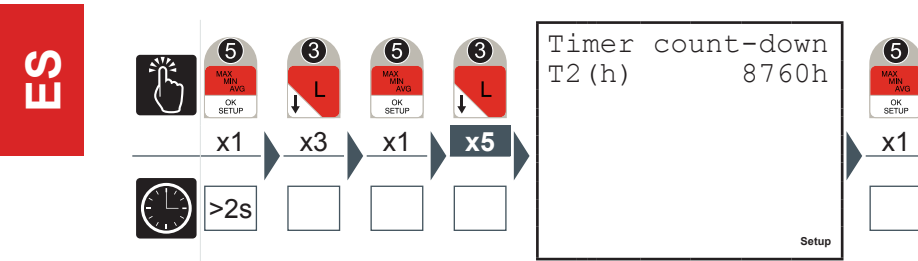 ES
5
MAX
MIN
AVG
OK
SETUP
x1
3
L
x3
5
MAX
MIN
AVG
OK
SETUP
x1
3
L
x5
>2s
Timer count-down
T2(h) 8760h
Setup
5
MAX
MIN
AVG
OK
SETUP
x1